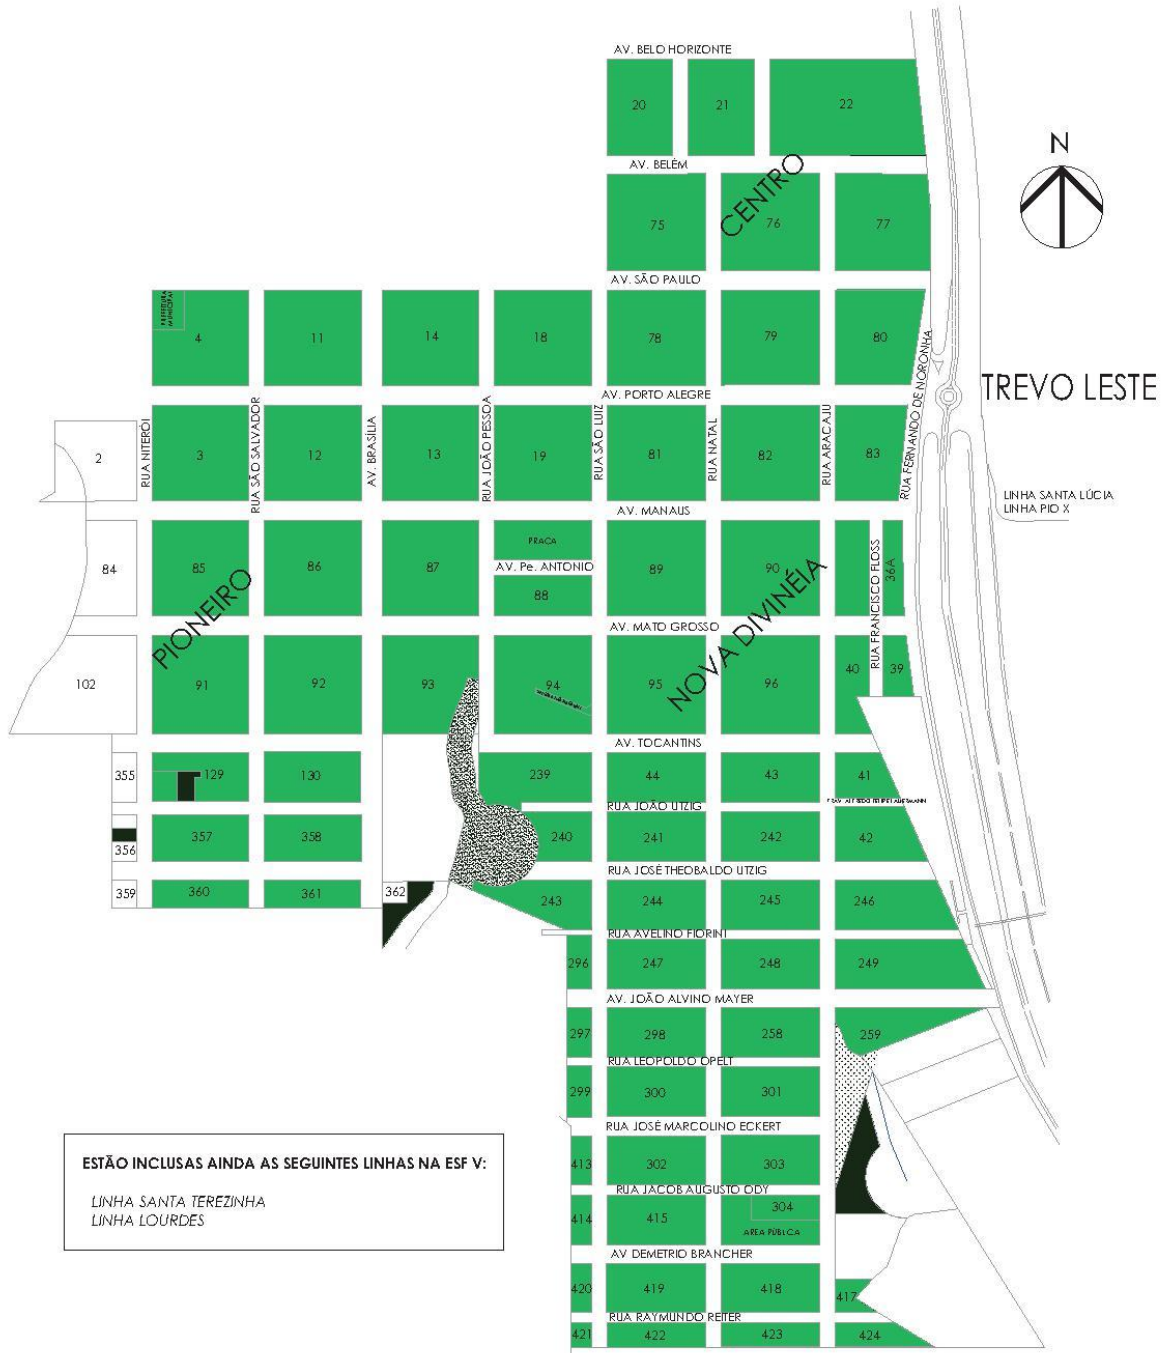 AV. BELO HORIZONTE
20
21
22
N
AV. BELÉM
CENTRO
75
76
77
AV. SÃO PAULO
PREFEITURA
MUNICIPAL
4
11
14
18
78
79
80
RUA FERNANDO DE NORONHA
TREVO LESTE
AV. PORTO ALEGRE
RUA NITERÓI
RUA SÃO SALVADOR
AV. BRASÍLIA
RUA JOÃO PESSOA
RUA SÃO LUIZ
RUA NATAL
RUA ARACAJU
2
3
12
13
19
81
82
83
LINHA SANTA LÚCIA
LINHA PIO X
AV. MANAUS
PRACA
AV. Pe. ANTONIO
84
85
86
87
88
89
90
RUA FRANCISCO FLOSS
36A
PIONEIRO
NOVA DIVINÉIA
AV. MATO GROSSO
102
91
92
93
94
95
96
40
39
AV. TOCANTINS
355
129
130
239
44
43
41
RUA JOÃO UTZIG
356
357
358
240
241
242
42
RUA JOSÉ THEOBALDO UTZIG
359
360
361
362
243
244
245
246
RUA AVELINO FIORINI
296
247
248
249
AV. JOÃO ALVINO MAYER
297
298
258
259
RUA LEOPOLDO OPELT
299
300
301
RUA JOSÉ MARCOLINO ECKERT
413
302
303
RUA JACOB AUGUSTO ODY
414
415
304
AREA PÚBLICA
AV DEMETRIO BRANCHER
420
419
418
417
RUA RAYMUNDO REITER
421
422
423
424
ESTÃO INCLUSAS AINDA AS SEGUINTES LINHAS NA ESF V:
LINHA SANTA TEREZINHA
LINHA LOURDES